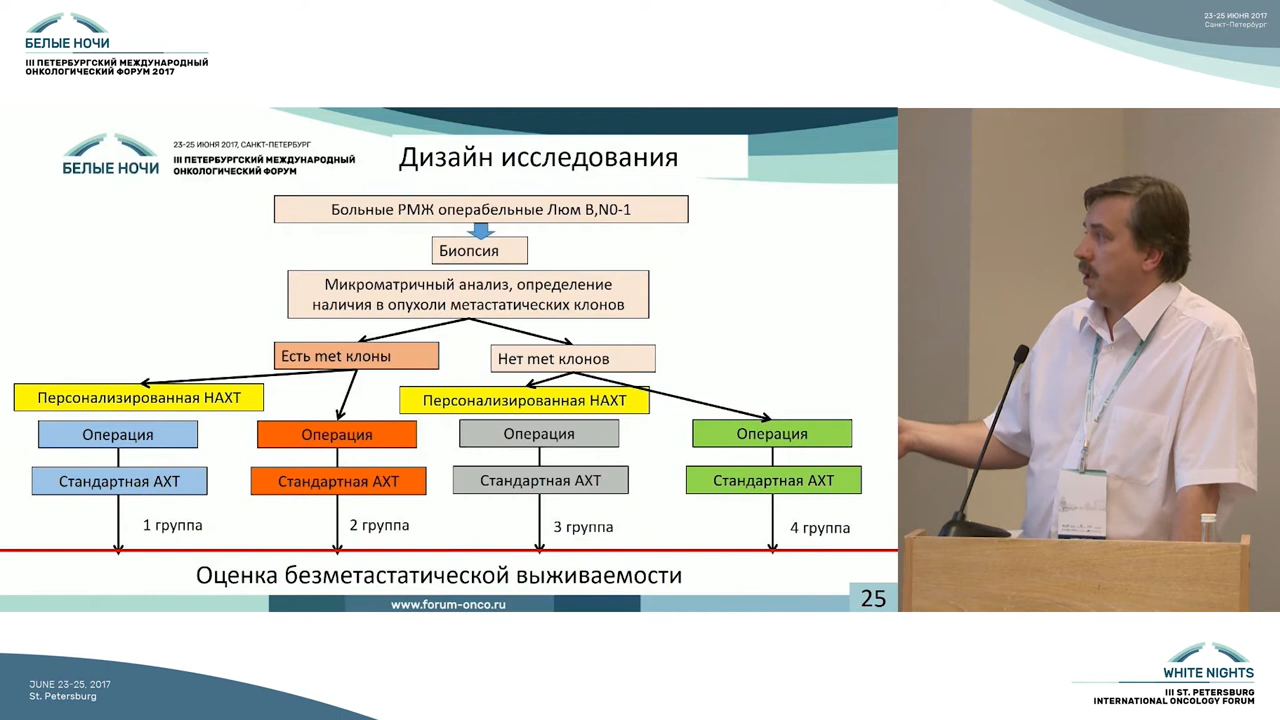 БЕЛЫЕ НОЧИ
III ПЕТЕРБУРГСКИЙ МЕЖДУНАРОДНЫЙ
ОНКОЛОГИЧЕСКИЙ ФОРУМ 2017
23-25 ИЮНЯ 2017
Санкт-Петербург
БЕЛЫЕ НОЧИ
23-25 ИЮНЯ 2017, САНКТ-ПЕТЕРБУРГ
III ПЕТЕРБУРГСКИЙ МЕЖДУНАРОДНЫЙ
ОНКОЛОГИЧЕСКИЙ ФОРУМ
Дизайн исследования
Больные РМЖ операбельные Люм В,N0-1
Биопсия
Микроматричный анализ, определение
наличия в опухоли метастатических клонов
Есть met клоны
Нет met клонов
Персонализированная НАХТ
Персонализированная НАХТ
Операция
Операция
Операция
Операция
Стандартная АХТ
Стандартная АХТ
Стандартная АХТ
Стандартная АХТ
1 группа
2 группа
3 группа
4 группа
Оценка безметастатической выживаемости
www.forum-onco.ru
25
JUNE 23-25, 2017
St. Petersburg
WHITE NIGHTS
III ST. PETERSBURG
INTERNATIONAL ONCOLOGY FORUM